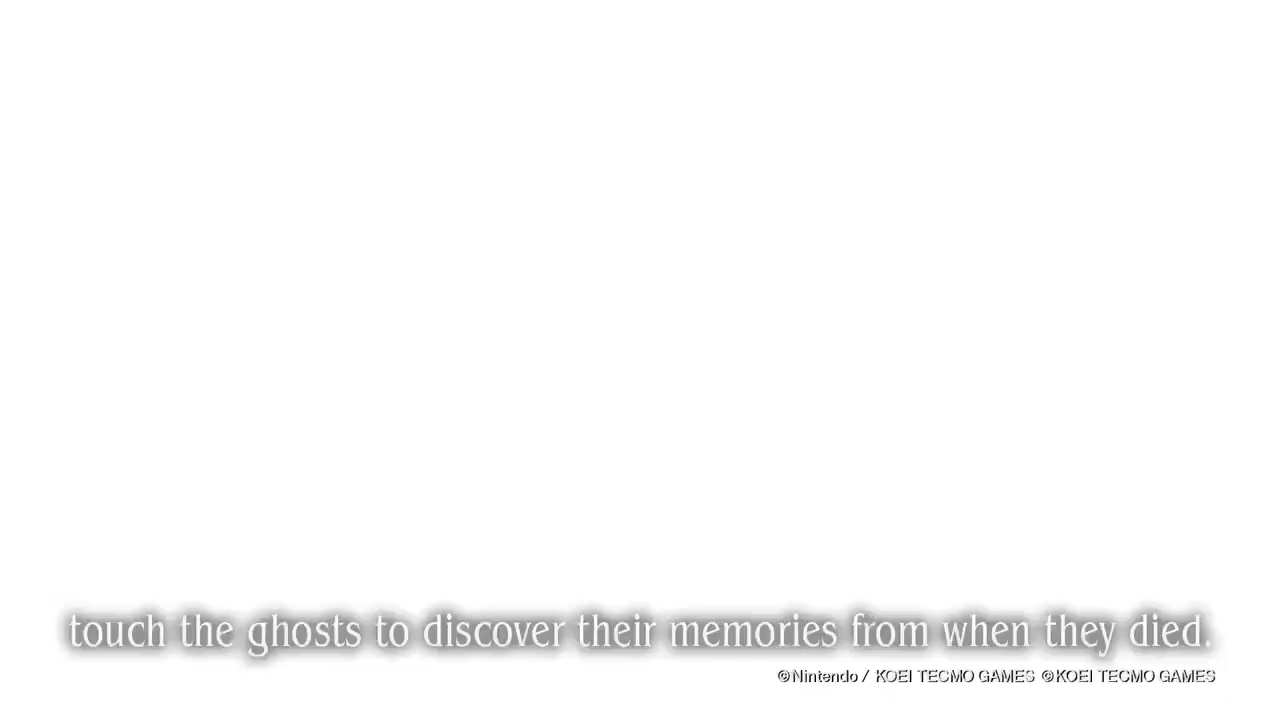 touch the ghosts to discover their memories from when they died.
©Nintendo / KOEI TECMO GAMES ©KOEI TECMO GAMES